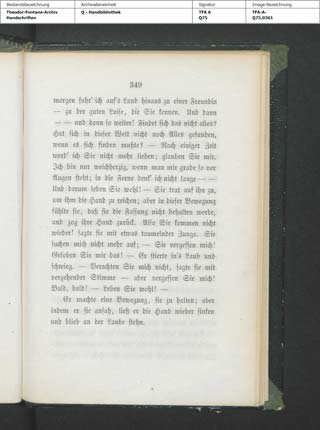 Bestandsbezeichnung Archivalieneinheit Signatur Image-Bezeichnung
Theodor-Fontane-Archiv Q - Handbibliothek TFA A TFA-A-
Handschriften Q75 Q75,0361
349
morgen fahr' ich auf's Land hinaus zu einer Freundin
— zu der guten Luise, die Sie kennen. Und dann
— — und dann so weiter! Findet sich das nicht alles?
Hat sich in dieser Welt nicht noch Alles gefunden,
wenn es sich finden mußte? — Nach einiger Zeit
werd' ich Sie nicht mehr lieben; glauben Sie mir.
Ich bin nur weichherzig, wenn man mir grade so vor
Augen steht; in die Ferne denk' ich nicht lange — —
Und darum leben Sie wohl! — Sie trat auf ihn zu,
um ihm die Hand zu reichen; aber in dieser Bewegung
fühlte sie, daß sie die Fassung nicht behalten werde,
und zog ihre Hand zurück. Also Sie kommen nicht
wieder! sagte sie mit etwas taumelnder Zunge. Sie
suchen mich nicht mehr auf; — Sie vergessen mich!
Geloben Sie mir das! — Er stierte in's Laub und
schwieg. — Verachten Sie mich nicht, sagte sie mit
vergehender Stimme — aber vergessen Sie mich!
Bald, bald! — Leben Sie wohl! —
Er machte eine Bewegung, sie zu halten; aber
indem er sie ansah, ließ er die Hand wieder sinken
und blieb an der Laube stehn.